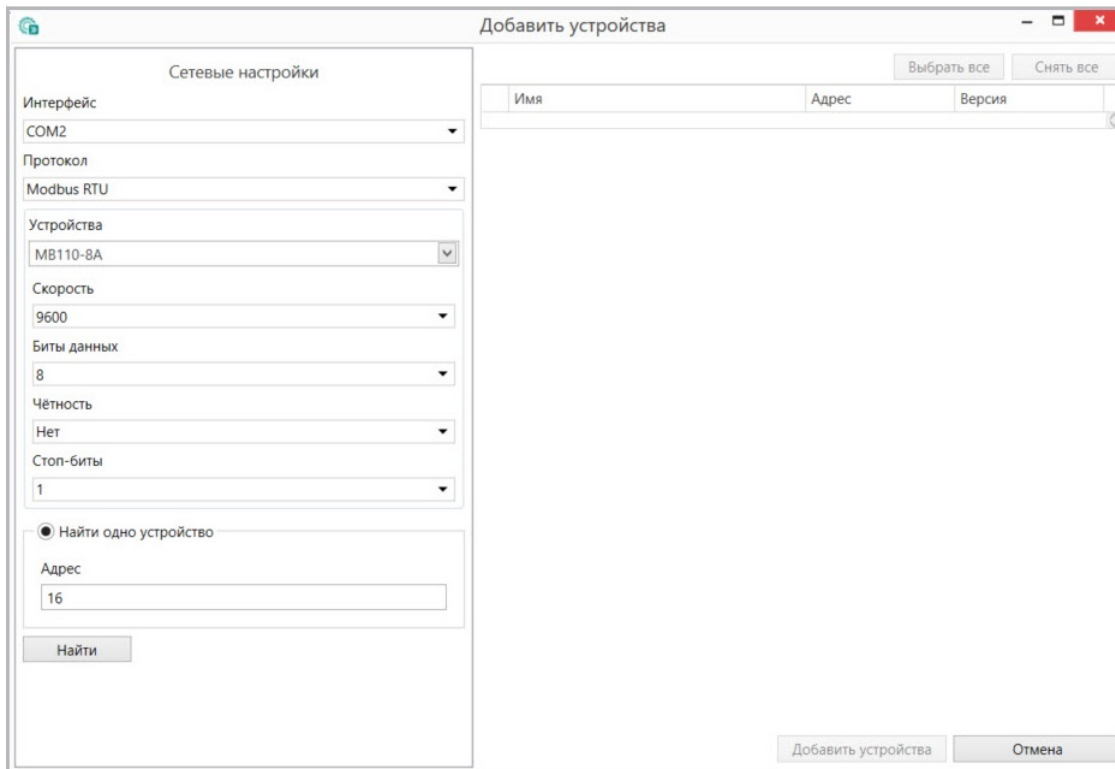 Добавить устройства
Сетевые настройки
Интерфейс
COM2
Протокол
Modbus RTU
Устройства
МВ110-8А
Скорость
9600
Биты данных
8
Чётность
Нет
Стоп-биты
1
Найти одно устройство
Адрес
16
Найти
Выбрать все Снять все
Имя Адрес Версия
Добавить устройства Отмена